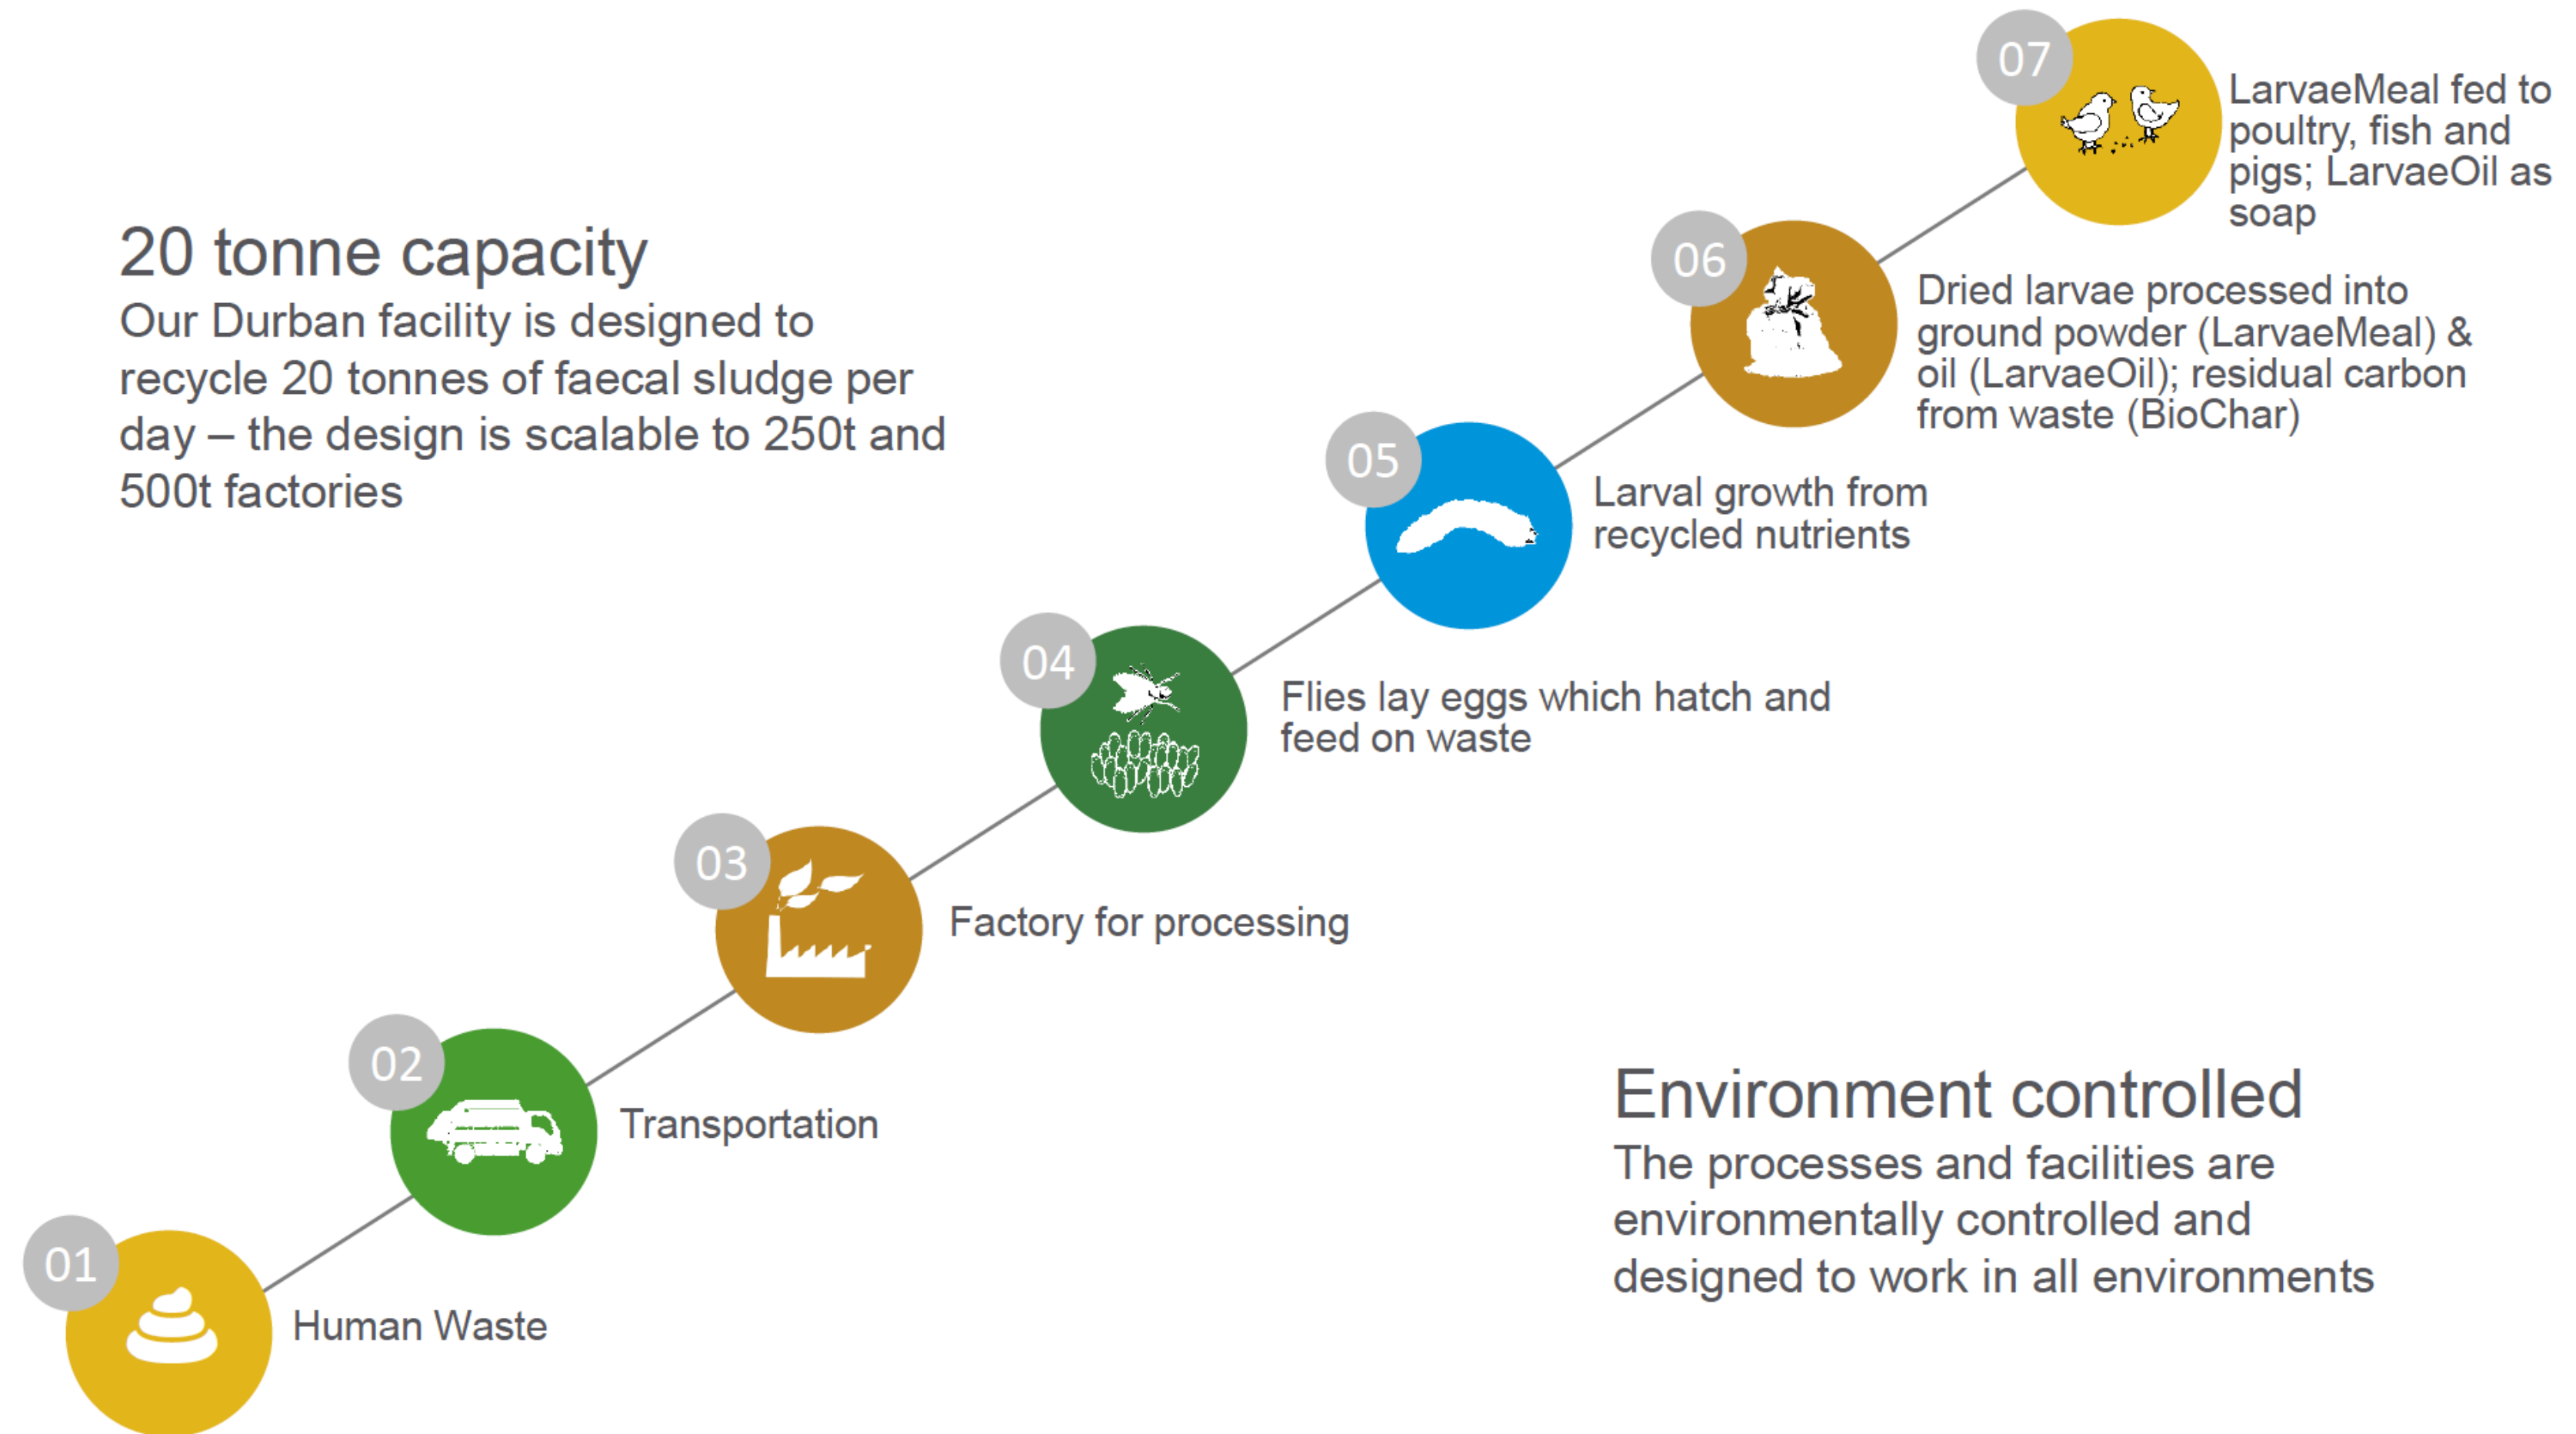 20 tonne capacity
Our Durban facility is designed to
recycle 20 tonnes of faecal sludge per
day – the design is scalable to 250t and
500t factories
01
Human Waste
02
Transportation
03
Factory for processing
04
Flies lay eggs which hatch and
feed on waste
05
Larval growth from
recycled nutrients
06
Dried larvae processed into
ground powder (LarvaeMeal) &
oil (LarvaeOil); residual carbon
from waste (BioChar)
07
LarvaeMeal fed to
poultry, fish and
pigs; LarvaeOil as
soap
Environment controlled
The processes and facilities are
environmentally controlled and
designed to work in all environments